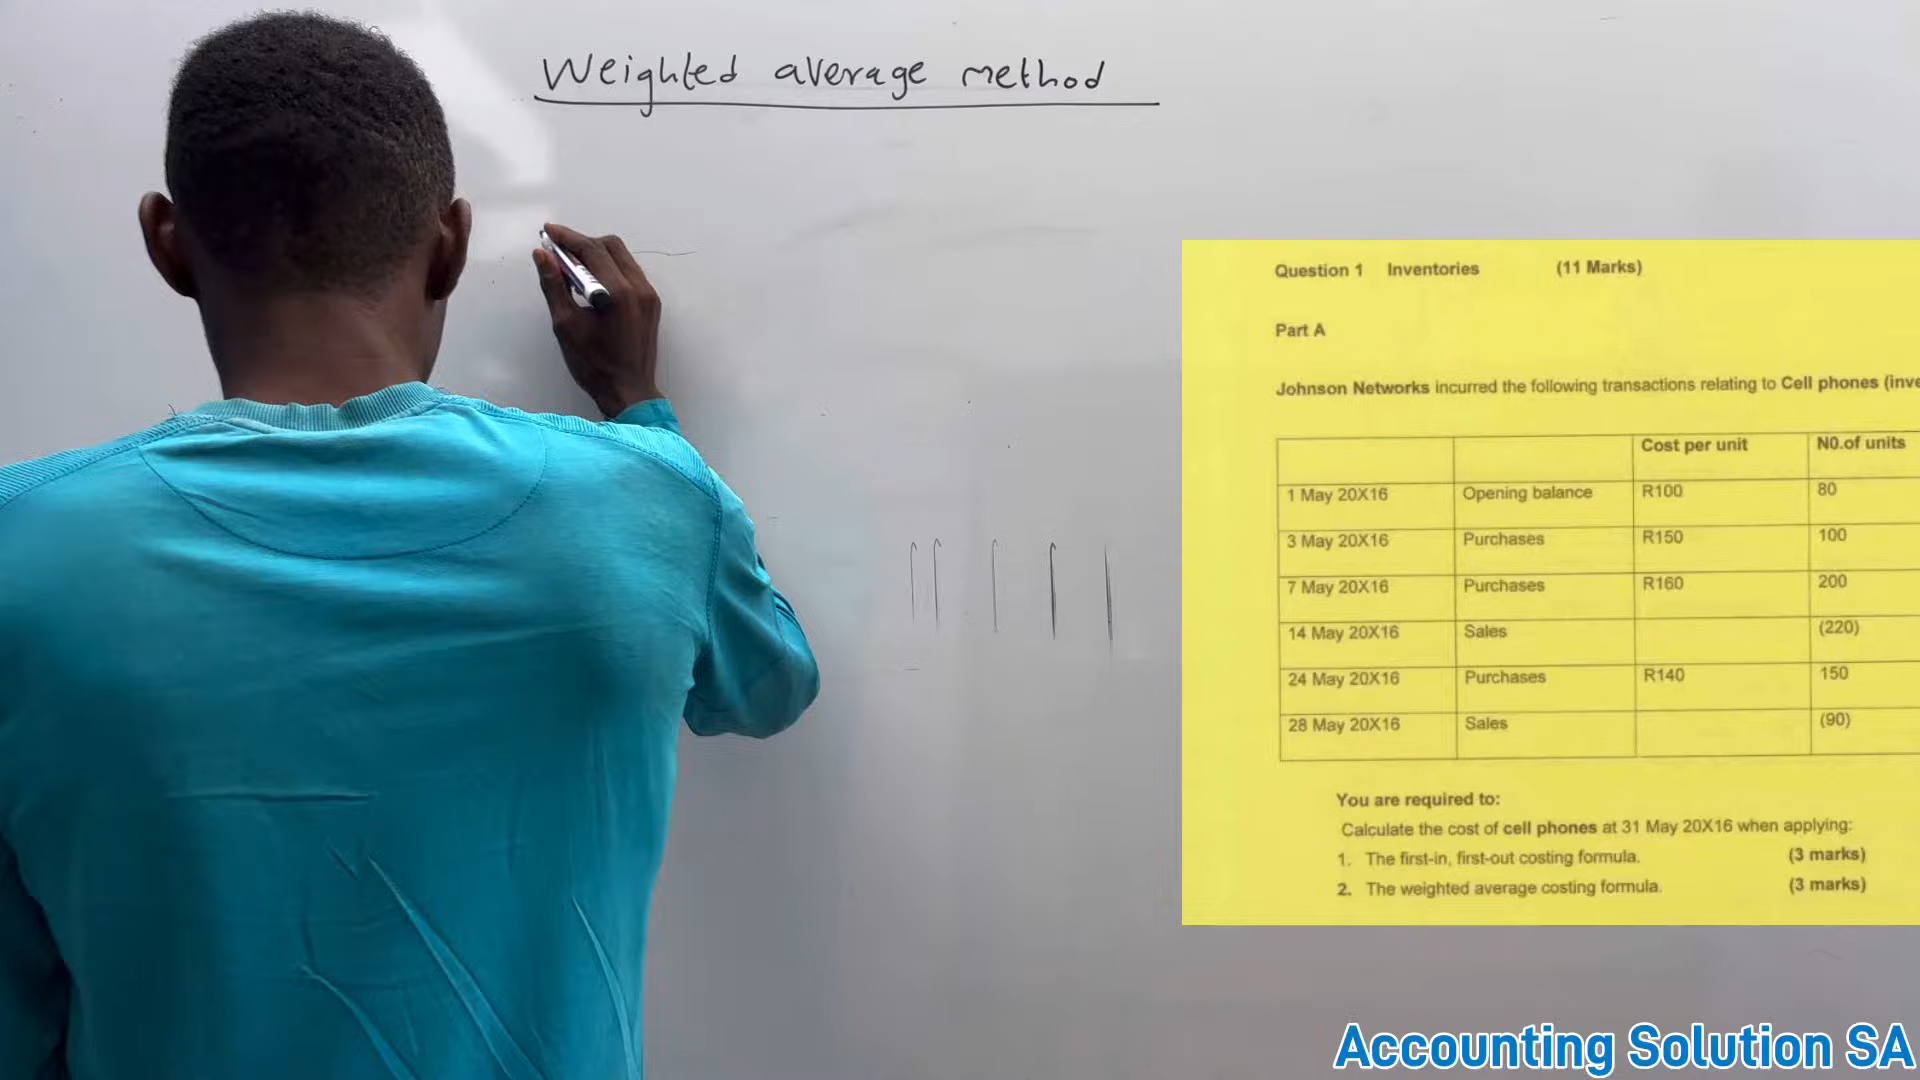 Weighted average method
Question 1 Inventories (11 Marks)
Part A
Johnson Networks incurred the following transactions relating to Cell phones (inve
Cost per unit N0.of units
1 May 20X16 Opening balance R100 80
3 May 20X16 Purchases R150 100
7 May 20X16 Purchases R160 200
14 May 20X16 Sales (220)
24 May 20X16 Purchases R140 150
28 May 20X16 Sales (90)
You are required to:
Calculate the cost of cell phones at 31 May 20X16 when applying:
1. The first-in, first-out costing formula. (3 marks)
2. The weighted average costing formula. (3 marks)
Accounting Solution SA